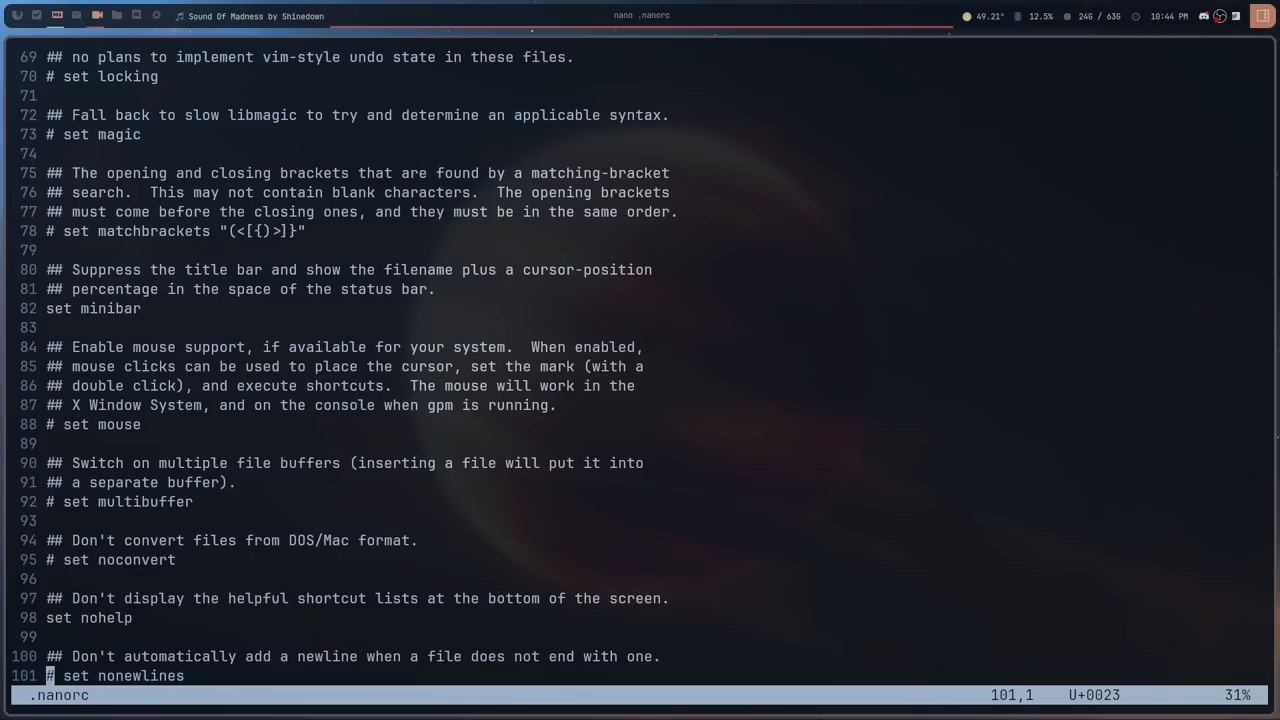 Sound Of Madness by Shinedown
nano .nanorc
49.21°
12.5%
24G / 63G
10:44 PM
69 ## no plans to implement vim-style undo state in these files.
70 # set locking
71
72 ## Fall back to slow libmagic to try and determine an applicable syntax.
73 # set magic
74
75 ## The opening and closing brackets that are found by a matching-bracket
76 ## search.  This may not contain blank characters.  The opening brackets
77 ## must come before the closing ones, and they must be in the same order.
78 # set matchbrackets "(<[{)>]}"
79
80 ## Suppress the title bar and show the filename plus a cursor-position
81 ## percentage in the space of the status bar.
82 set minibar
83
84 ## Enable mouse support, if available for your system.  When enabled,
85 ## mouse clicks can be used to place the cursor, set the mark (with a
86 ## double click), and execute shortcuts.  The mouse will work in the
87 ## X Window System, and on the console when gpm is running.
88 # set mouse
89
90 ## Switch on multiple file buffers (inserting a file will put it into
91 ## a separate buffer).
92 # set multibuffer
93
94 ## Don't convert files from DOS/Mac format.
95 # set noconvert
96
97 ## Don't display the helpful shortcut lists at the bottom of the screen.
98 set nohelp
99
100 ## Don't automatically add a newline when a file does not end with one.
101 # set nonewlines
.nanorc 101,1 U+0023 31%